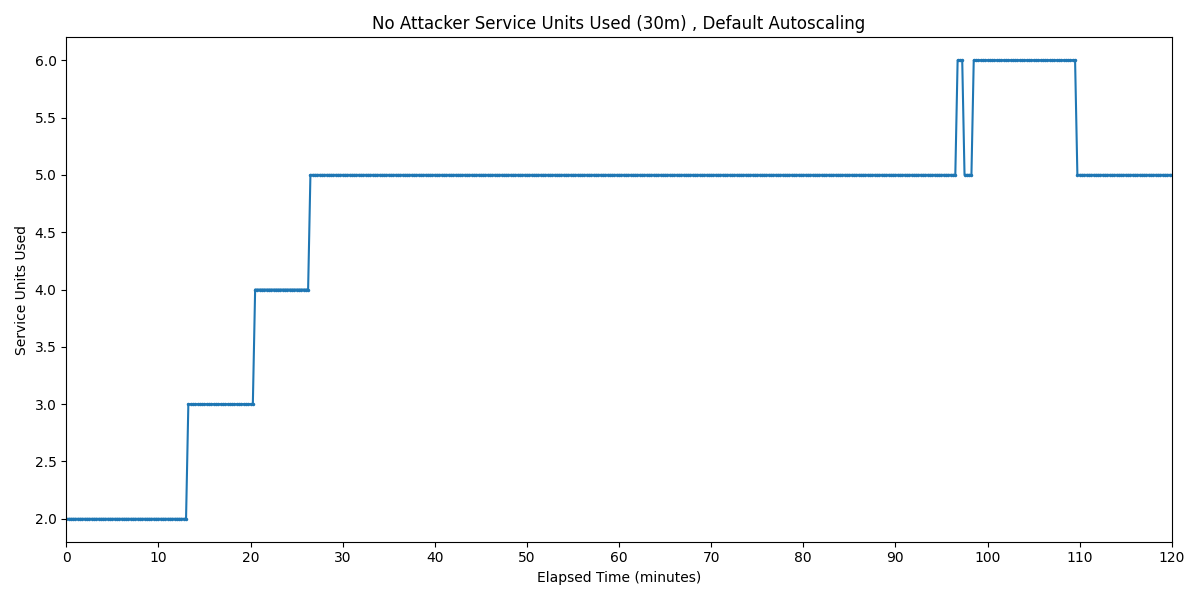 No Attacker Service Units Used (30m) , Default Autoscaling
Service Units Used
6.0
5.5
5.0
4.5
4.0
3.5
3.0
2.5
2.0
0 10 20 30 40 50 60 70 80 90 100 110 120
Elapsed Time (minutes)